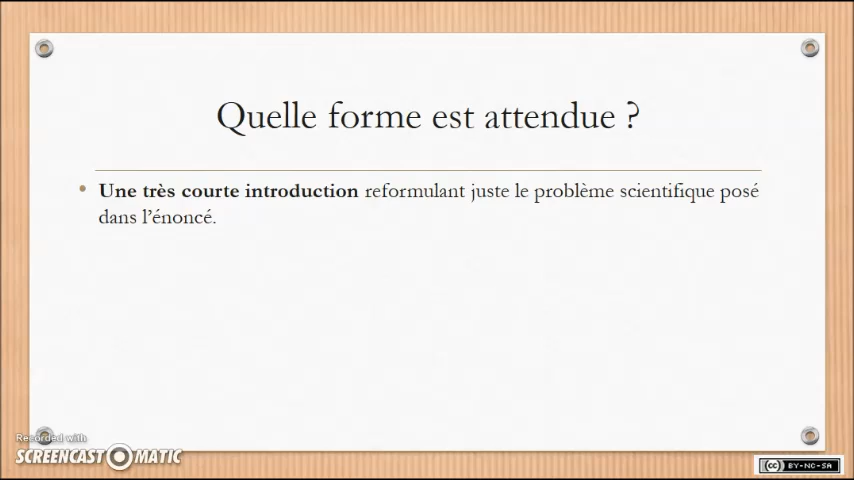 Quelle forme est attendue ?
• Une très courte introduction reformulant juste le problème scientifique posé
dans l’énoncé.
Recorded with
SCREENCAST-O-MATIC
cc BY-NC-SA